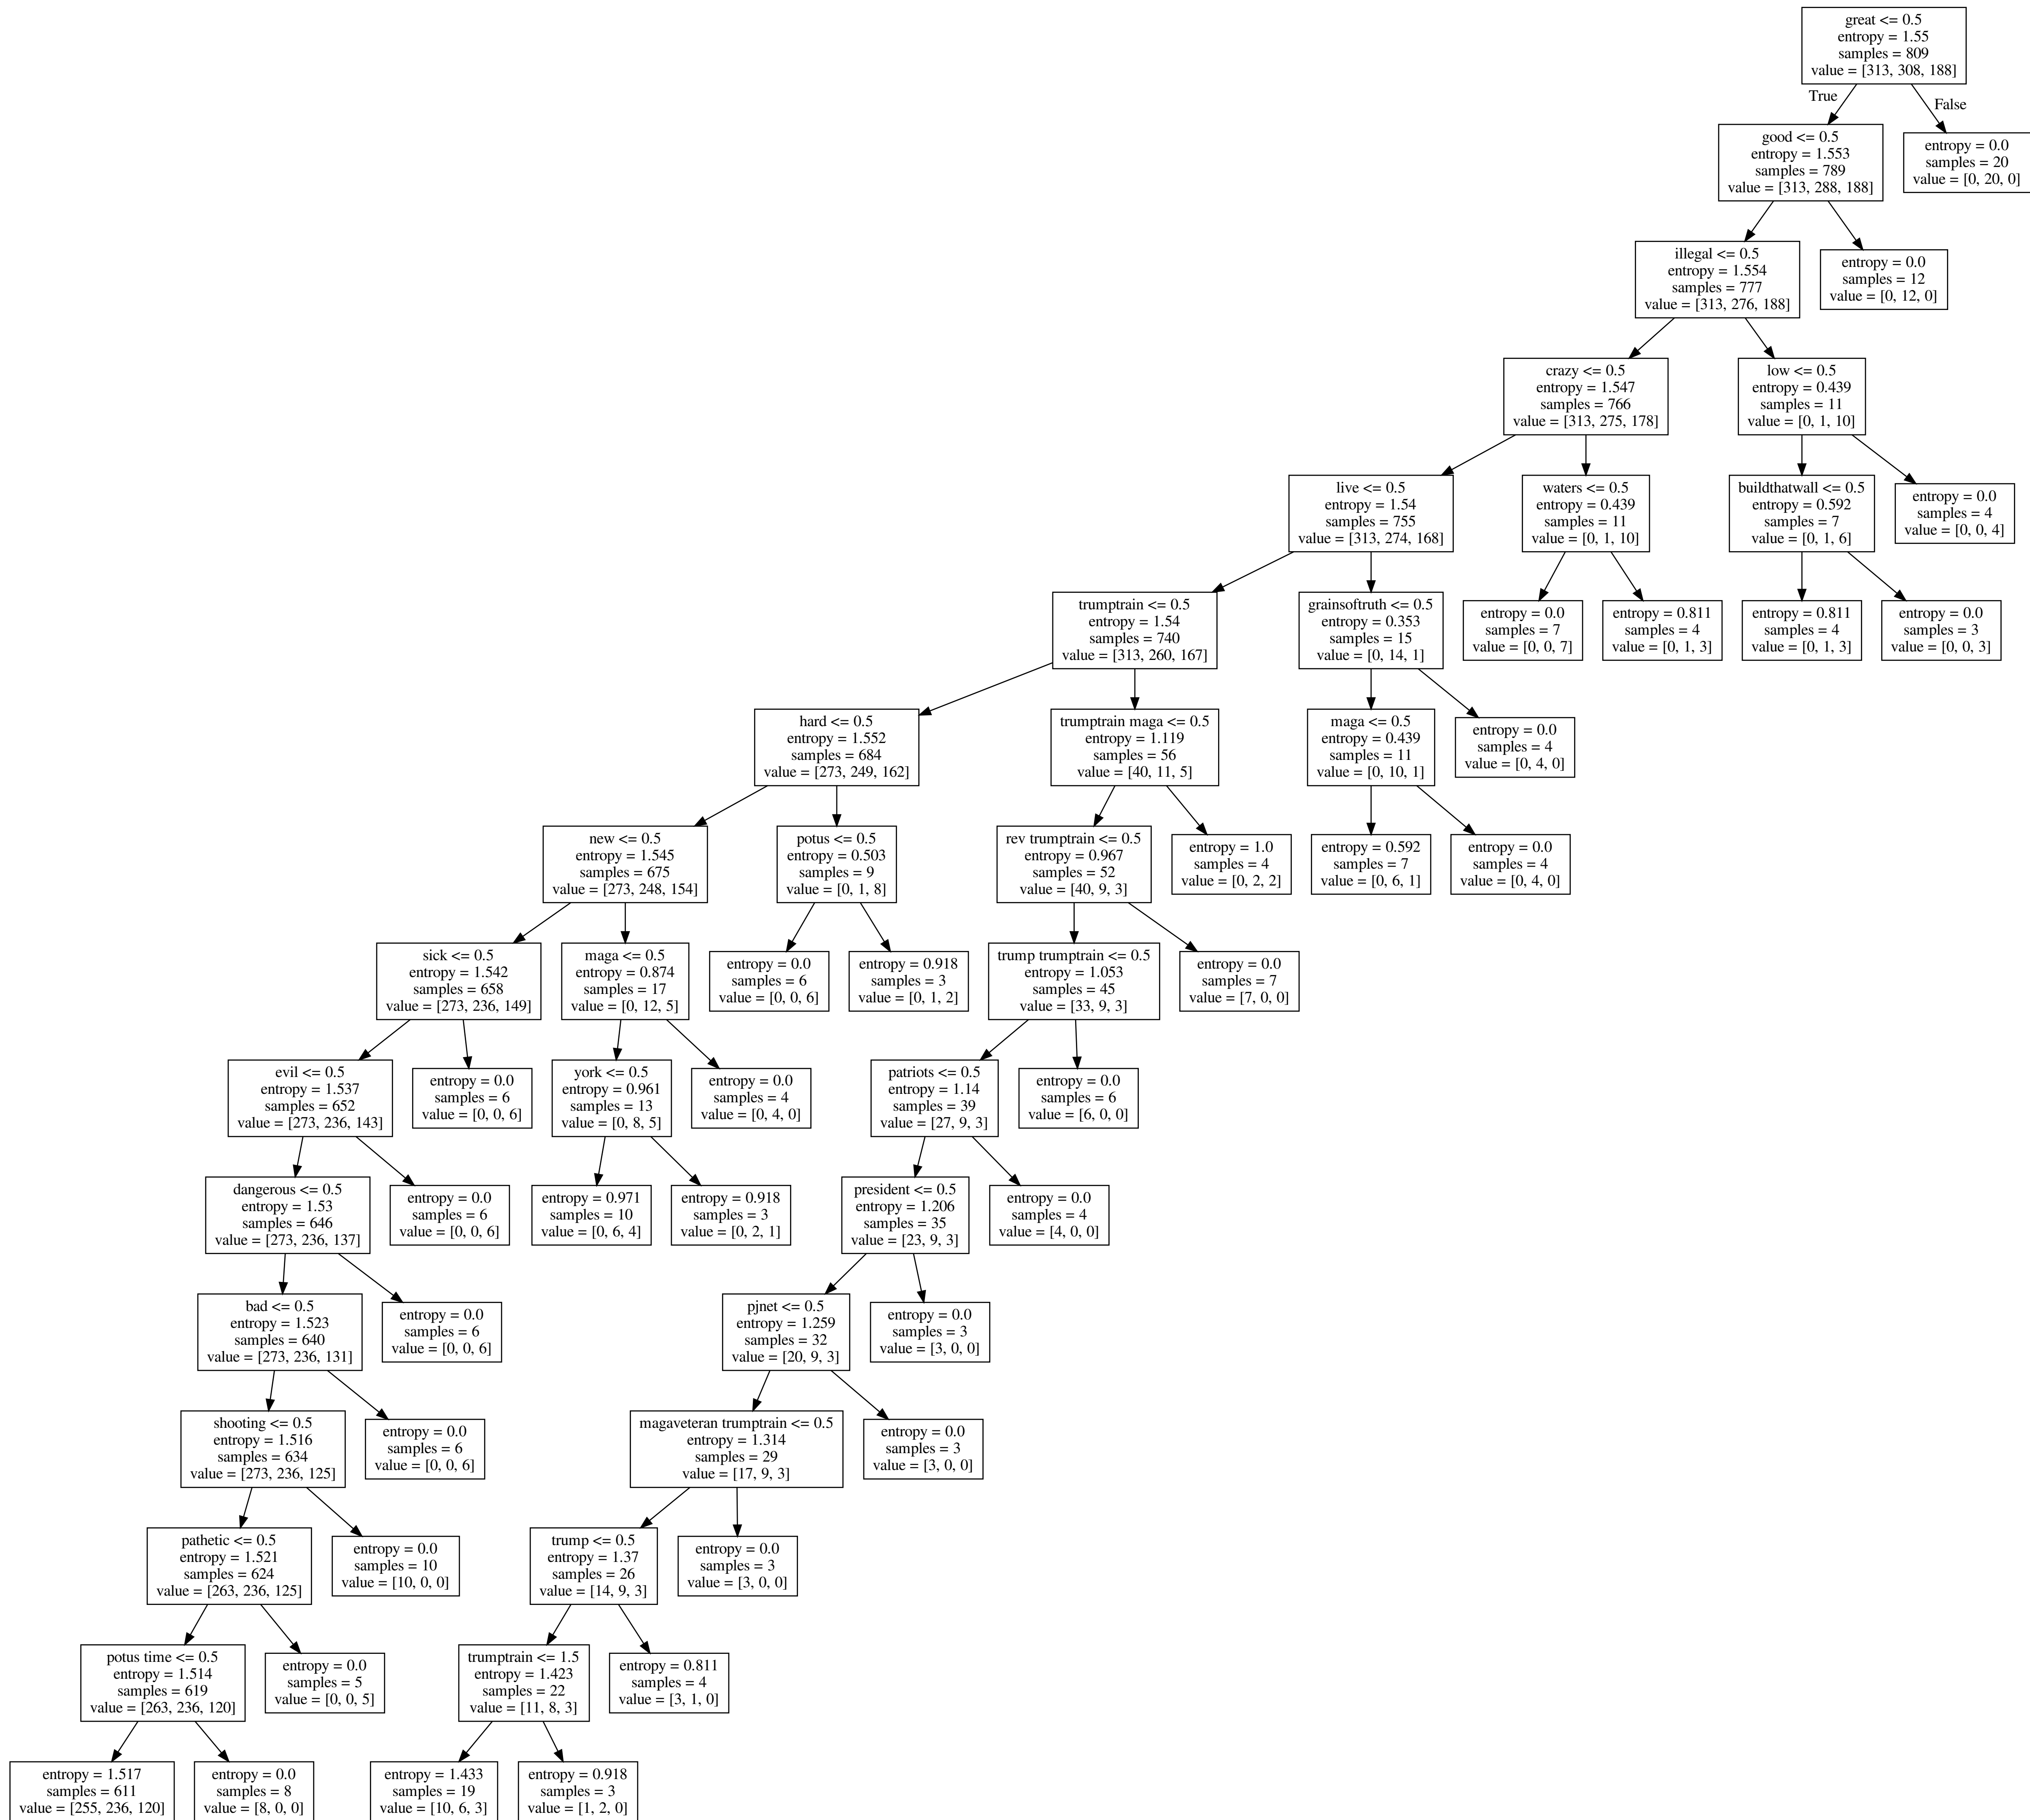 great <= 0.5
entropy = 1.55
samples = 809
value = [313, 308, 188]
True
False
good <= 0.5
entropy = 1.553
samples = 789
value = [313, 288, 188]
entropy = 0.0
samples = 20
value = [0, 20, 0]
illegal <= 0.5
entropy = 1.554
samples = 777
value = [313, 276, 188]
entropy = 0.0
samples = 12
value = [0, 12, 0]
crazy <= 0.5
entropy = 1.547
samples = 766
value = [313, 275, 178]
low <= 0.5
entropy = 0.439
samples = 11
value = [0, 1, 10]
live <= 0.5
entropy = 1.54
samples = 755
value = [313, 274, 168]
waters <= 0.5
entropy = 0.439
samples = 11
value = [0, 1, 10]
buildthatwall <= 0.5
entropy = 0.592
samples = 7
value = [0, 1, 6]
entropy = 0.0
samples = 4
value = [0, 0, 4]
trumptrain <= 0.5
entropy = 1.54
samples = 740
value = [313, 260, 167]
grainsoftruth <= 0.5
entropy = 0.353
samples = 15
value = [0, 14, 1]
entropy = 0.0
samples = 7
value = [0, 0, 7]
entropy = 0.811
samples = 4
value = [0, 1, 3]
entropy = 0.811
samples = 4
value = [0, 1, 3]
entropy = 0.0
samples = 3
value = [0, 0, 3]
hard <= 0.5
entropy = 1.552
samples = 684
value = [273, 249, 162]
trumptrain maga <= 0.5
entropy = 1.119
samples = 56
value = [40, 11, 5]
maga <= 0.5
entropy = 0.439
samples = 11
value = [0, 10, 1]
entropy = 0.0
samples = 4
value = [0, 4, 0]
new <= 0.5
entropy = 1.545
samples = 675
value = [273, 248, 154]
potus <= 0.5
entropy = 0.503
samples = 9
value = [0, 1, 8]
rev trumptrain <= 0.5
entropy = 0.967
samples = 52
value = [40, 9, 3]
entropy = 1.0
samples = 4
value = [0, 2, 2]
entropy = 0.592
samples = 7
value = [0, 6, 1]
entropy = 0.0
samples = 4
value = [0, 4, 0]
sick <= 0.5
entropy = 1.542
samples = 658
value = [273, 236, 149]
maga <= 0.5
entropy = 0.874
samples = 17
value = [0, 12, 5]
entropy = 0.0
samples = 6
value = [0, 0, 6]
entropy = 0.918
samples = 3
value = [0, 1, 2]
trump trumptrain <= 0.5
entropy = 1.053
samples = 45
value = [33, 9, 3]
entropy = 0.0
samples = 7
value = [7, 0, 0]
evil <= 0.5
entropy = 1.537
samples = 652
value = [273, 236, 143]
entropy = 0.0
samples = 6
value = [0, 0, 6]
york <= 0.5
entropy = 0.961
samples = 13
value = [0, 8, 5]
entropy = 0.0
samples = 4
value = [0, 4, 0]
patriots <= 0.5
entropy = 1.14
samples = 39
value = [27, 9, 3]
entropy = 0.0
samples = 6
value = [6, 0, 0]
dangerous <= 0.5
entropy = 1.53
samples = 646
value = [273, 236, 137]
entropy = 0.0
samples = 6
value = [0, 0, 6]
entropy = 0.971
samples = 10
value = [0, 6, 4]
entropy = 0.918
samples = 3
value = [0, 2, 1]
president <= 0.5
entropy = 1.206
samples = 35
value = [23, 9, 3]
entropy = 0.0
samples = 4
value = [4, 0, 0]
bad <= 0.5
entropy = 1.523
samples = 640
value = [273, 236, 131]
entropy = 0.0
samples = 6
value = [0, 0, 6]
pjnet <= 0.5
entropy = 1.259
samples = 32
value = [20, 9, 3]
entropy = 0.0
samples = 3
value = [3, 0, 0]
shooting <= 0.5
entropy = 1.516
samples = 634
value = [273, 236, 125]
entropy = 0.0
samples = 6
value = [0, 0, 6]
magaveteran trumptrain <= 0.5
entropy = 1.314
samples = 29
value = [17, 9, 3]
entropy = 0.0
samples = 3
value = [3, 0, 0]
pathetic <= 0.5
entropy = 1.521
samples = 624
value = [263, 236, 125]
entropy = 0.0
samples = 10
value = [10, 0, 0]
trump <= 0.5
entropy = 1.37
samples = 26
value = [14, 9, 3]
entropy = 0.0
samples = 3
value = [3, 0, 0]
potus time <= 0.5
entropy = 1.514
samples = 619
value = [263, 236, 120]
entropy = 0.0
samples = 5
value = [0, 0, 5]
trumptrain <= 1.5
entropy = 1.423
samples = 22
value = [11, 8, 3]
entropy = 0.811
samples = 4
value = [3, 1, 0]
entropy = 1.517
samples = 611
value = [255, 236, 120]
entropy = 0.0
samples = 8
value = [8, 0, 0]
entropy = 1.433
samples = 19
value = [10, 6, 3]
entropy = 0.918
samples = 3
value = [1, 2, 0]